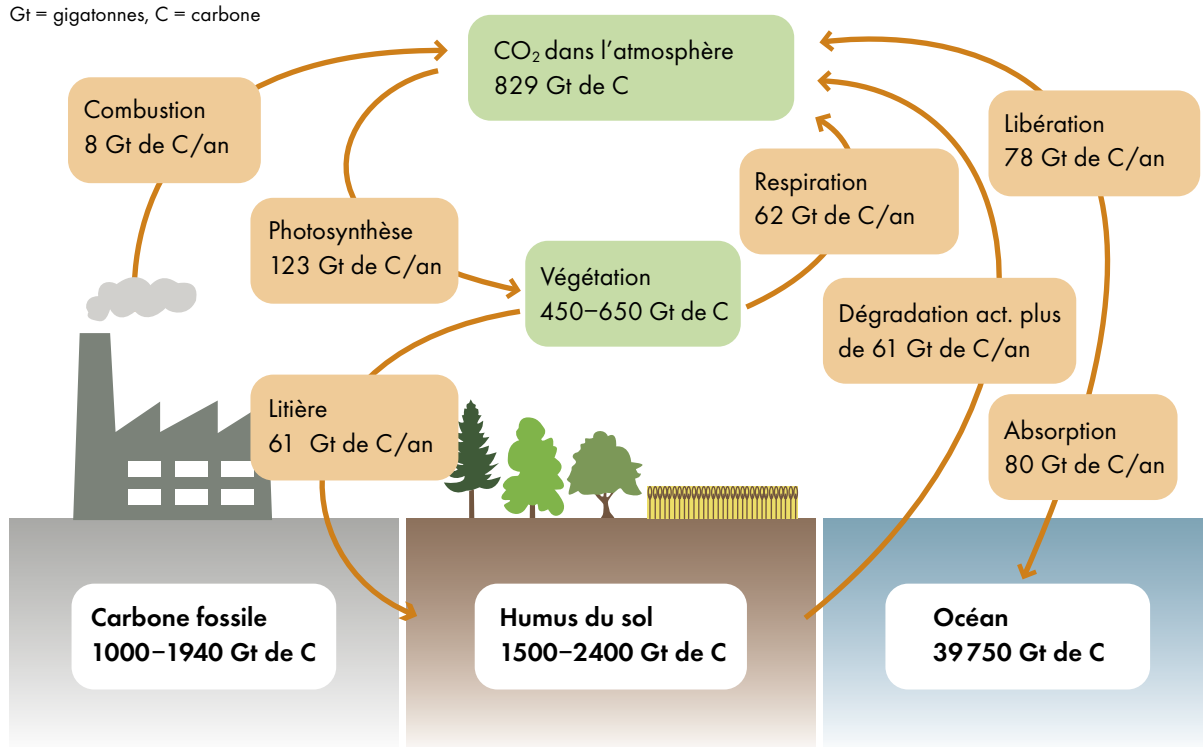 Gt = gigatonnes, C = carbone
CO₂ dans l’atmosphère
829 Gt de C
Combustion
8 Gt de C/an
Libération
78 Gt de C/an
Respiration
62 Gt de C/an
Photosynthèse
123 Gt de C/an
Végétation
450–650 Gt de C
Dégradation act. plus
de 61 Gt de C/an
Litière
61 Gt de C/an
Absorption
80 Gt de C/an
Carbone fossile
1000–1940 Gt de C
Humus du sol
1500–2400 Gt de C
Océan
39 750 Gt de C